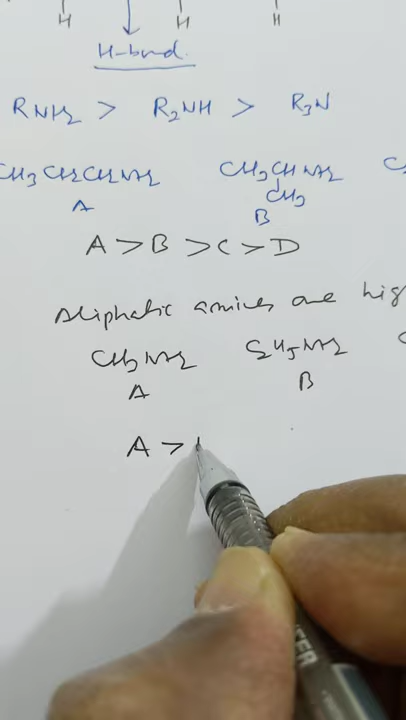 H H H
H-bond.
RNH2 > R2NH > R3N
CH3CH2CH2NH2 CH3CHNH2
CH3
A B
A > B > C > D
Aliphatic amines are hig
CH3NH2 C2H5NH2
A B
A >